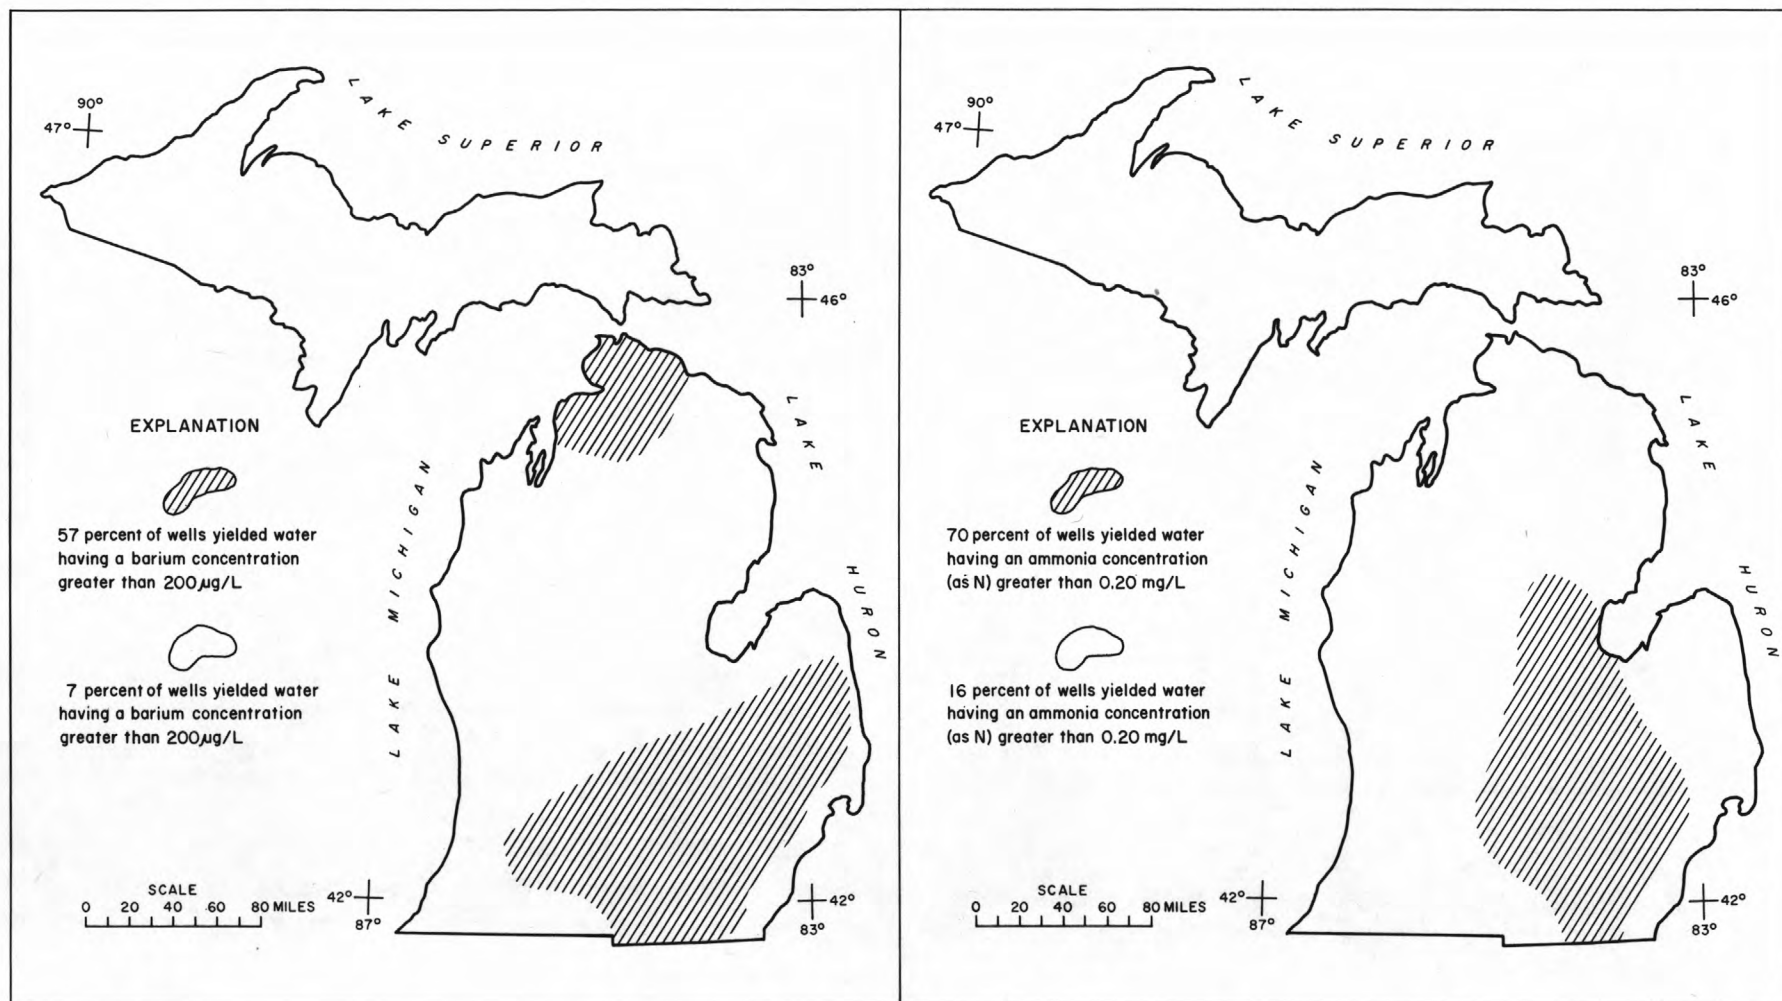 LAKE SUPERIOR
90°
47°
83°
46°
EXPLANATION
57 percent of wells yielded water
having a barium concentration
greater than 200µg/L
7 percent of wells yielded water
having a barium concentration
greater than 200µg/L
LAKE MICHIGAN
LAKE
HURON
SCALE
0 20 40 60 80 MILES
42°
87°
42°
83°
LAKE SUPERIOR
90°
47°
83°
46°
EXPLANATION
70 percent of wells yielded water
having an ammonia concentration
(as N) greater than 0.20 mg/L
16 percent of wells yielded water
having an ammonia concentration
(as N) greater than 0.20 mg/L
LAKE MICHIGAN
LAKE
HURON
SCALE
0 20 40 60 80 MILES
42°
87°
42°
83°